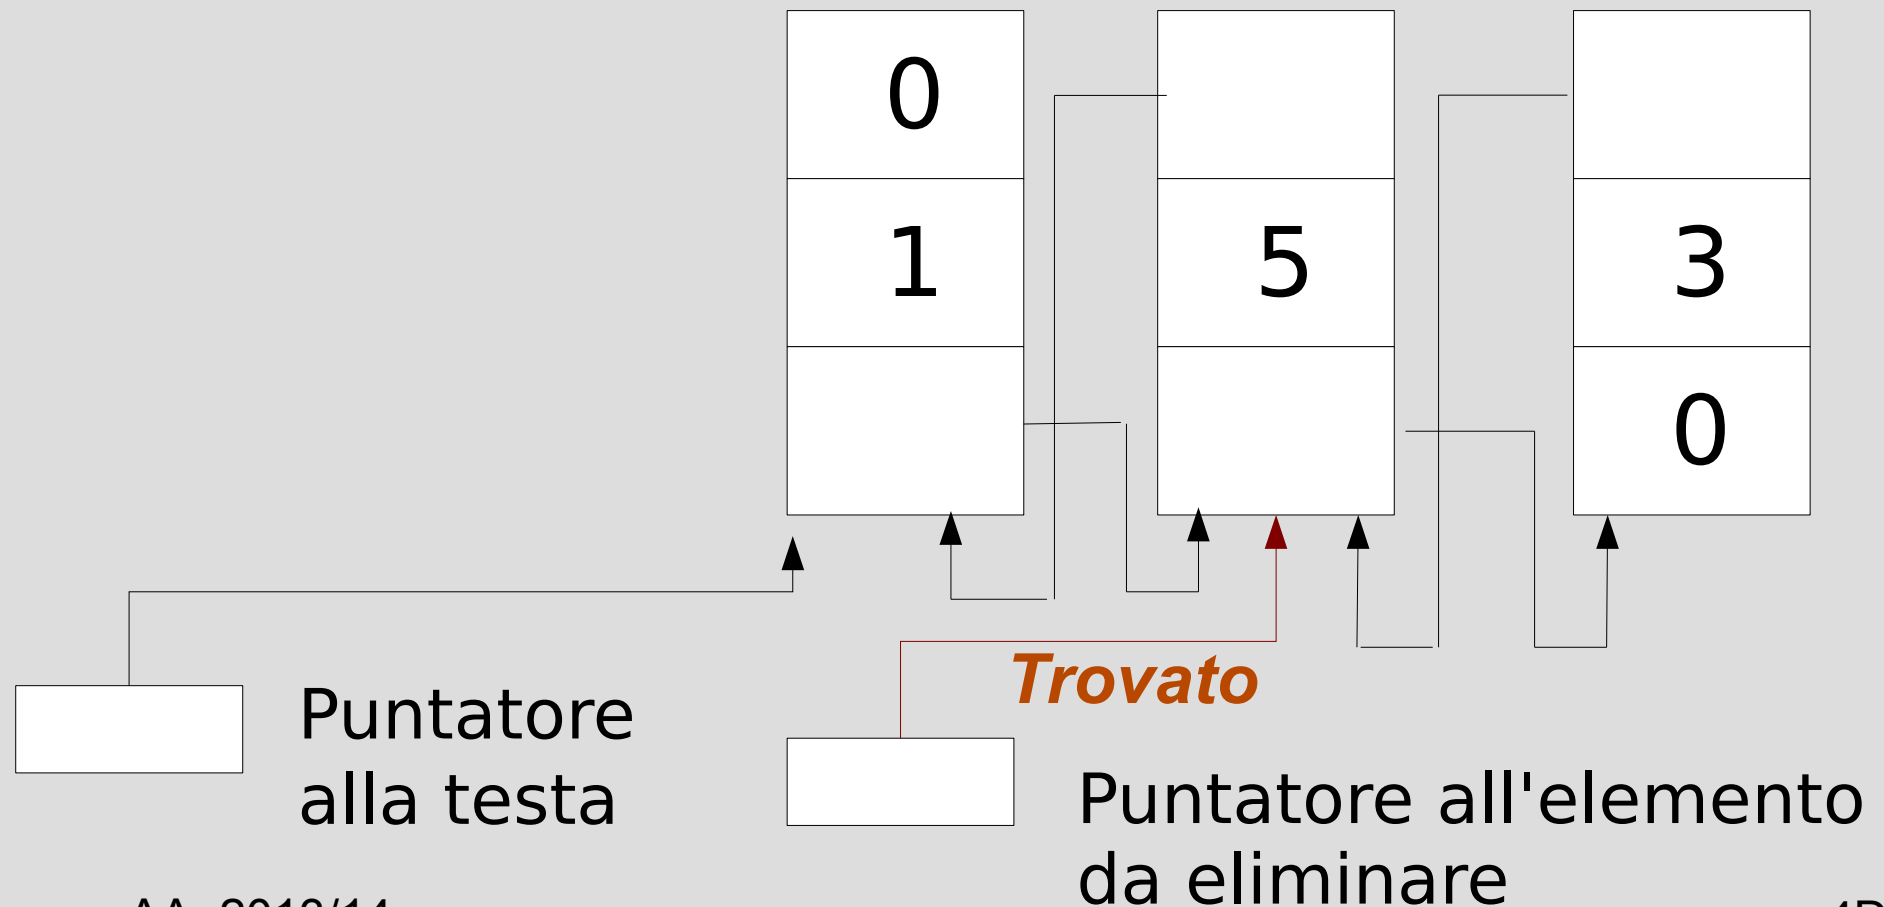 0
1 5 3
0
Trovato
Puntatore
alla testa
Puntatore all'elemento
da eliminare